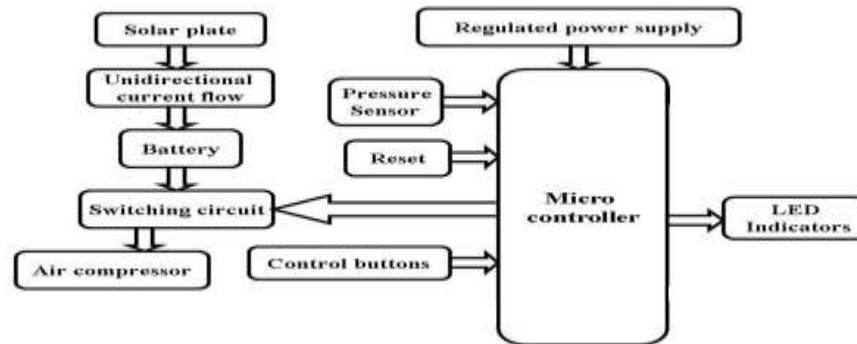 Solar plate
Unidirectional
current flow
Battery
Switching circuit
Air compressor
Regulated power supply
Pressure
Sensor
Reset
Control buttons
Micro
controller
LED
Indicators